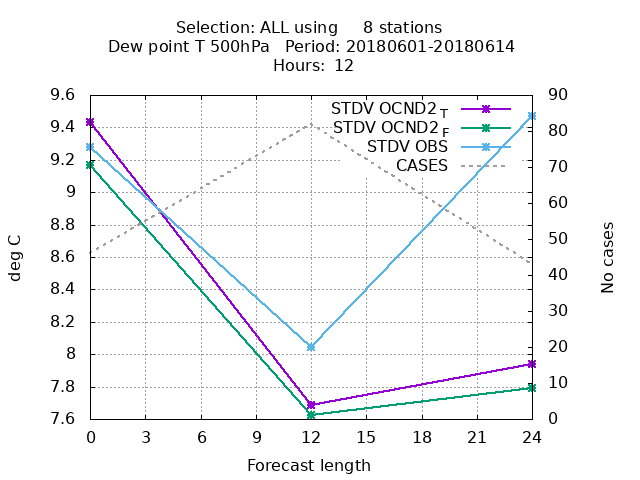 Selection: ALL using     8 stations
Dew point T 500hPa   Period: 20180601-20180614
Hours: 12
STDV OCND2 T
STDV OCND2 F
STDV OBS
CASES
deg C
9.6
9.4
9.2
9
8.8
8.6
8.4
8.2
8
7.8
7.6
90
80
70
60
50
40
30
20
10
0
No cases
0 3 6 9 12 15 18 21 24
Forecast length